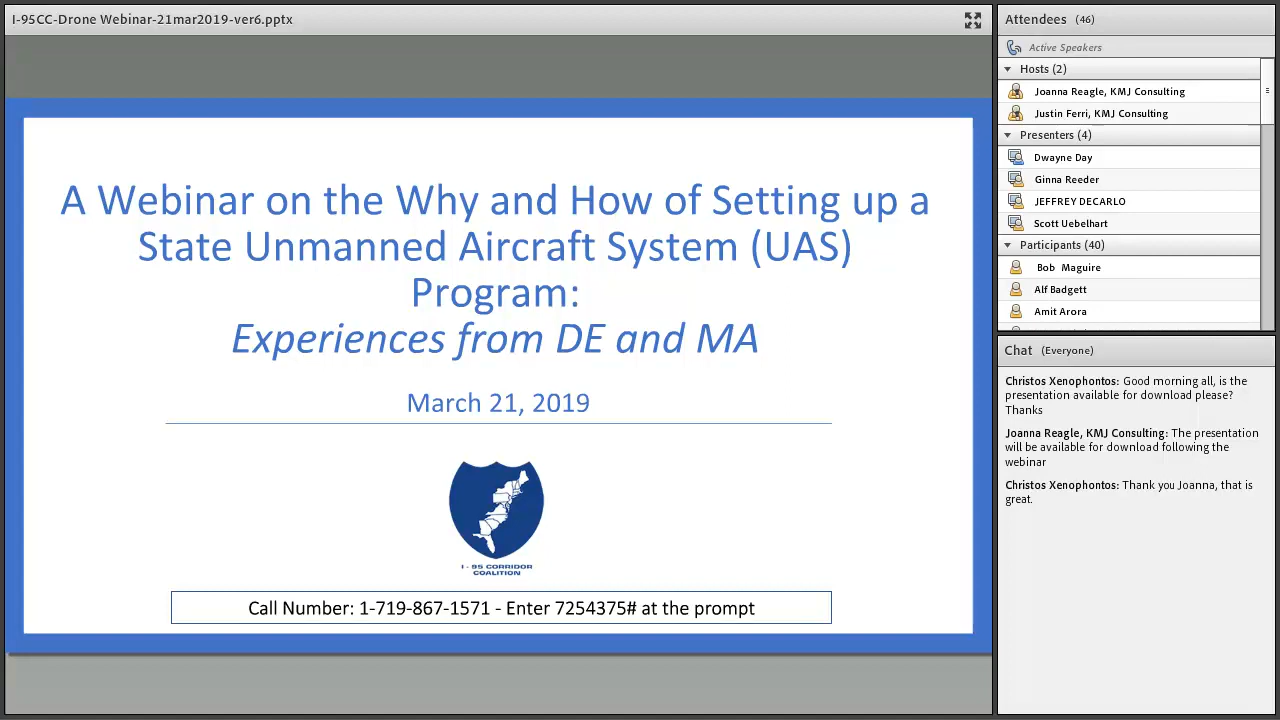 I-95CC-Drone Webinar-21mar2019-ver6.pptx
A Webinar on the Why and How of Setting up a
State Unmanned Aircraft System (UAS)
Program:
Experiences from DE and MA
March 21, 2019
I - 95 CORRIDOR
COALITION
Call Number: 1-719-867-1571 - Enter 7254375# at the prompt
Attendees (46)
Active Speakers
Hosts (2)
Joanna Reagle, KMJ Consulting
Justin Ferri, KMJ Consulting
Presenters (4)
Dwayne Day
Ginna Reeder
JEFFREY DECARLO
Scott Uebelhart
Participants (40)
Bob Maguire
Alf Badgett
Amit Arora
Chat (Everyone)
Christos Xenophontos: Good morning all, is the
presentation available for download please?
Thanks
Joanna Reagle, KMJ Consulting: The presentation
will be available for download following the
webinar
Christos Xenophontos: Thank you Joanna, that is
great.